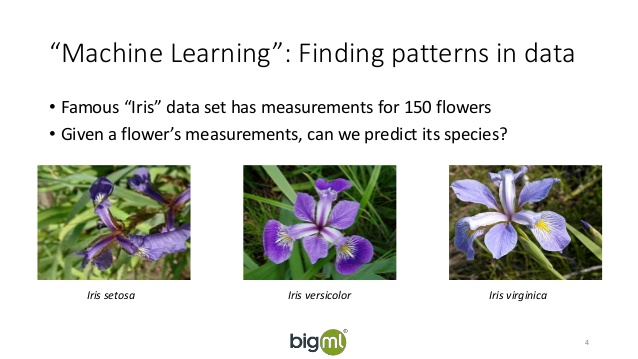 “Machine Learning”: Finding patterns in data
• Famous “Iris” data set has measurements for 150 flowers
• Given a flower’s measurements, can we predict its species?
Iris setosa
Iris versicolor
Iris virginica
bigml®
4